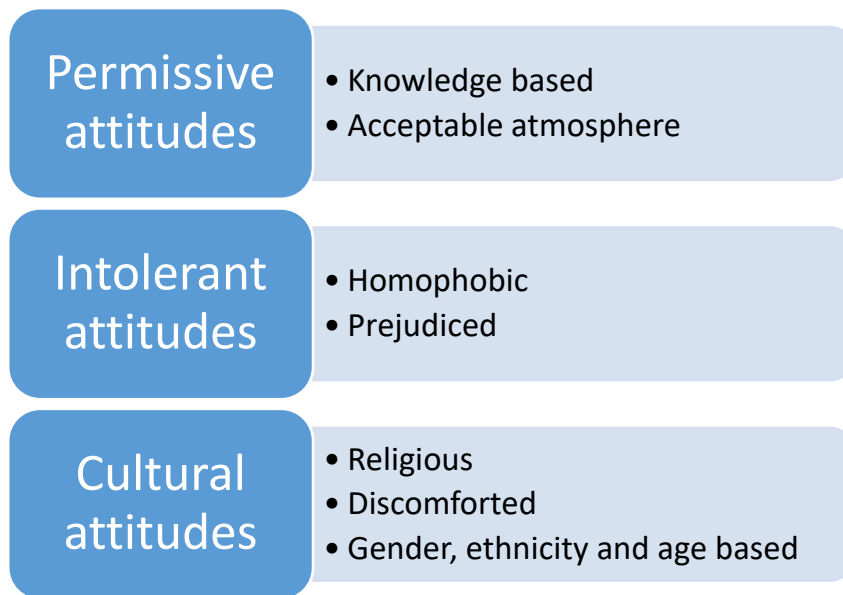 Permissive
attitudes
• Knowledge based
• Acceptable atmosphere
Intolerant
attitudes
• Homophobic
• Prejudiced
Cultural
attitudes
• Religious
• Discomforted
• Gender, ethnicity and age based